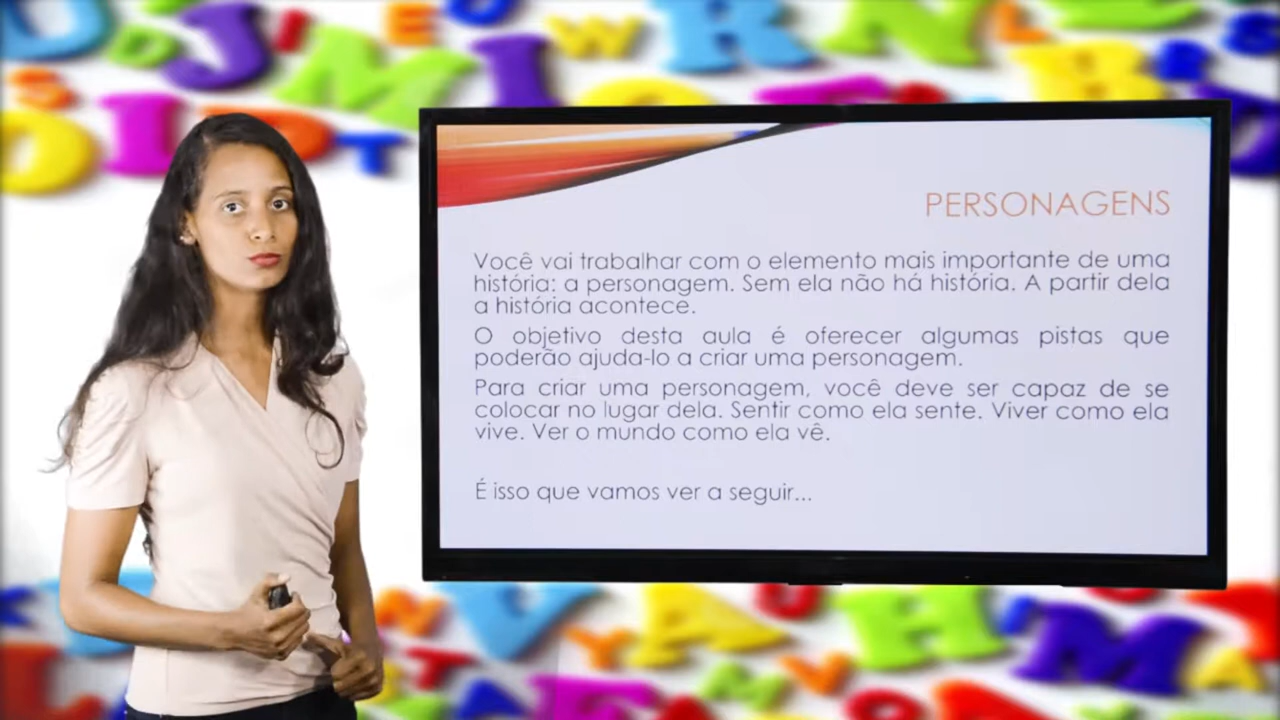 PERSONAGENS
Você vai trabalhar com o elemento mais importante de uma
história: a personagem. Sem ela não há história. A partir dela
a história acontece.
O objetivo desta aula é oferecer algumas pistas que
poderão ajuda-lo a criar uma personagem.
Para criar uma personagem, você deve ser capaz de se
colocar no lugar dela. Sentir como ela sente. Viver como ela
vive. Ver o mundo como ela vê.
É isso que vamos ver a seguir...